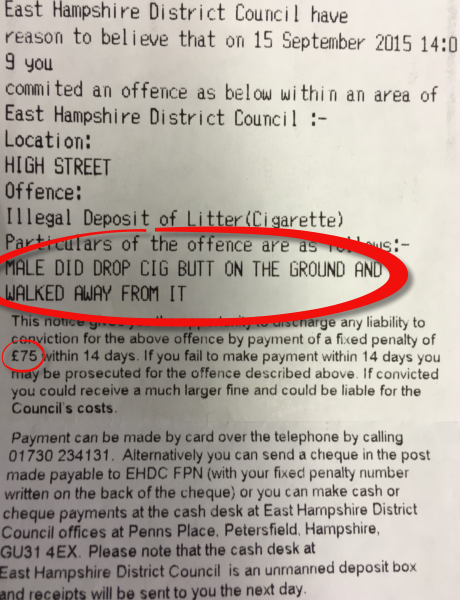 East Hampshire District Council have
reason to believe that on 15 September 2015 14:0
9 you
commited an offence as below within an area of
East Hampshire District Council :-
Location:
HIGH STREET
Offence:
Illegal Deposit of Litter(Cigarette)
Particulars of the offence are as follows:-
MALE DID DROP CIG BUTT ON THE GROUND AND
WALKED AWAY FROM IT
This notice gives you the opportunity to discharge any liability to
conviction for the above offence by payment of a fixed penalty of
£75 within 14 days. If you fail to make payment within 14 days you
may be prosecuted for the offence described above. If convicted
you could receive a much larger fine and could be liable for the
Council's costs.
Payment can be made by card over the telephone by calling
01730 234131. Alternatively you can send a cheque in the post
made payable to EHDC FPN (with your fixed penalty number
written on the back of the cheque) or you can make cash or
cheque payments at the cash desk at East Hampshire District
Council offices at Penns Place, Petersfield, Hampshire,
GU31 4EX. Please note that the cash desk at
East Hampshire District Council is an unmanned deposit box
and receipts will be sent to you the next day.